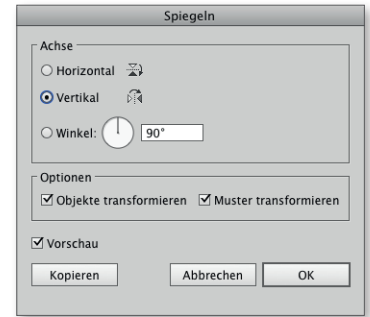 Spiegeln
Achse
Horizontal
Vertikal
Winkel: 90°
Optionen
Objekte transformieren Muster transformieren
Vorschau
Kopieren Abbrechen OK